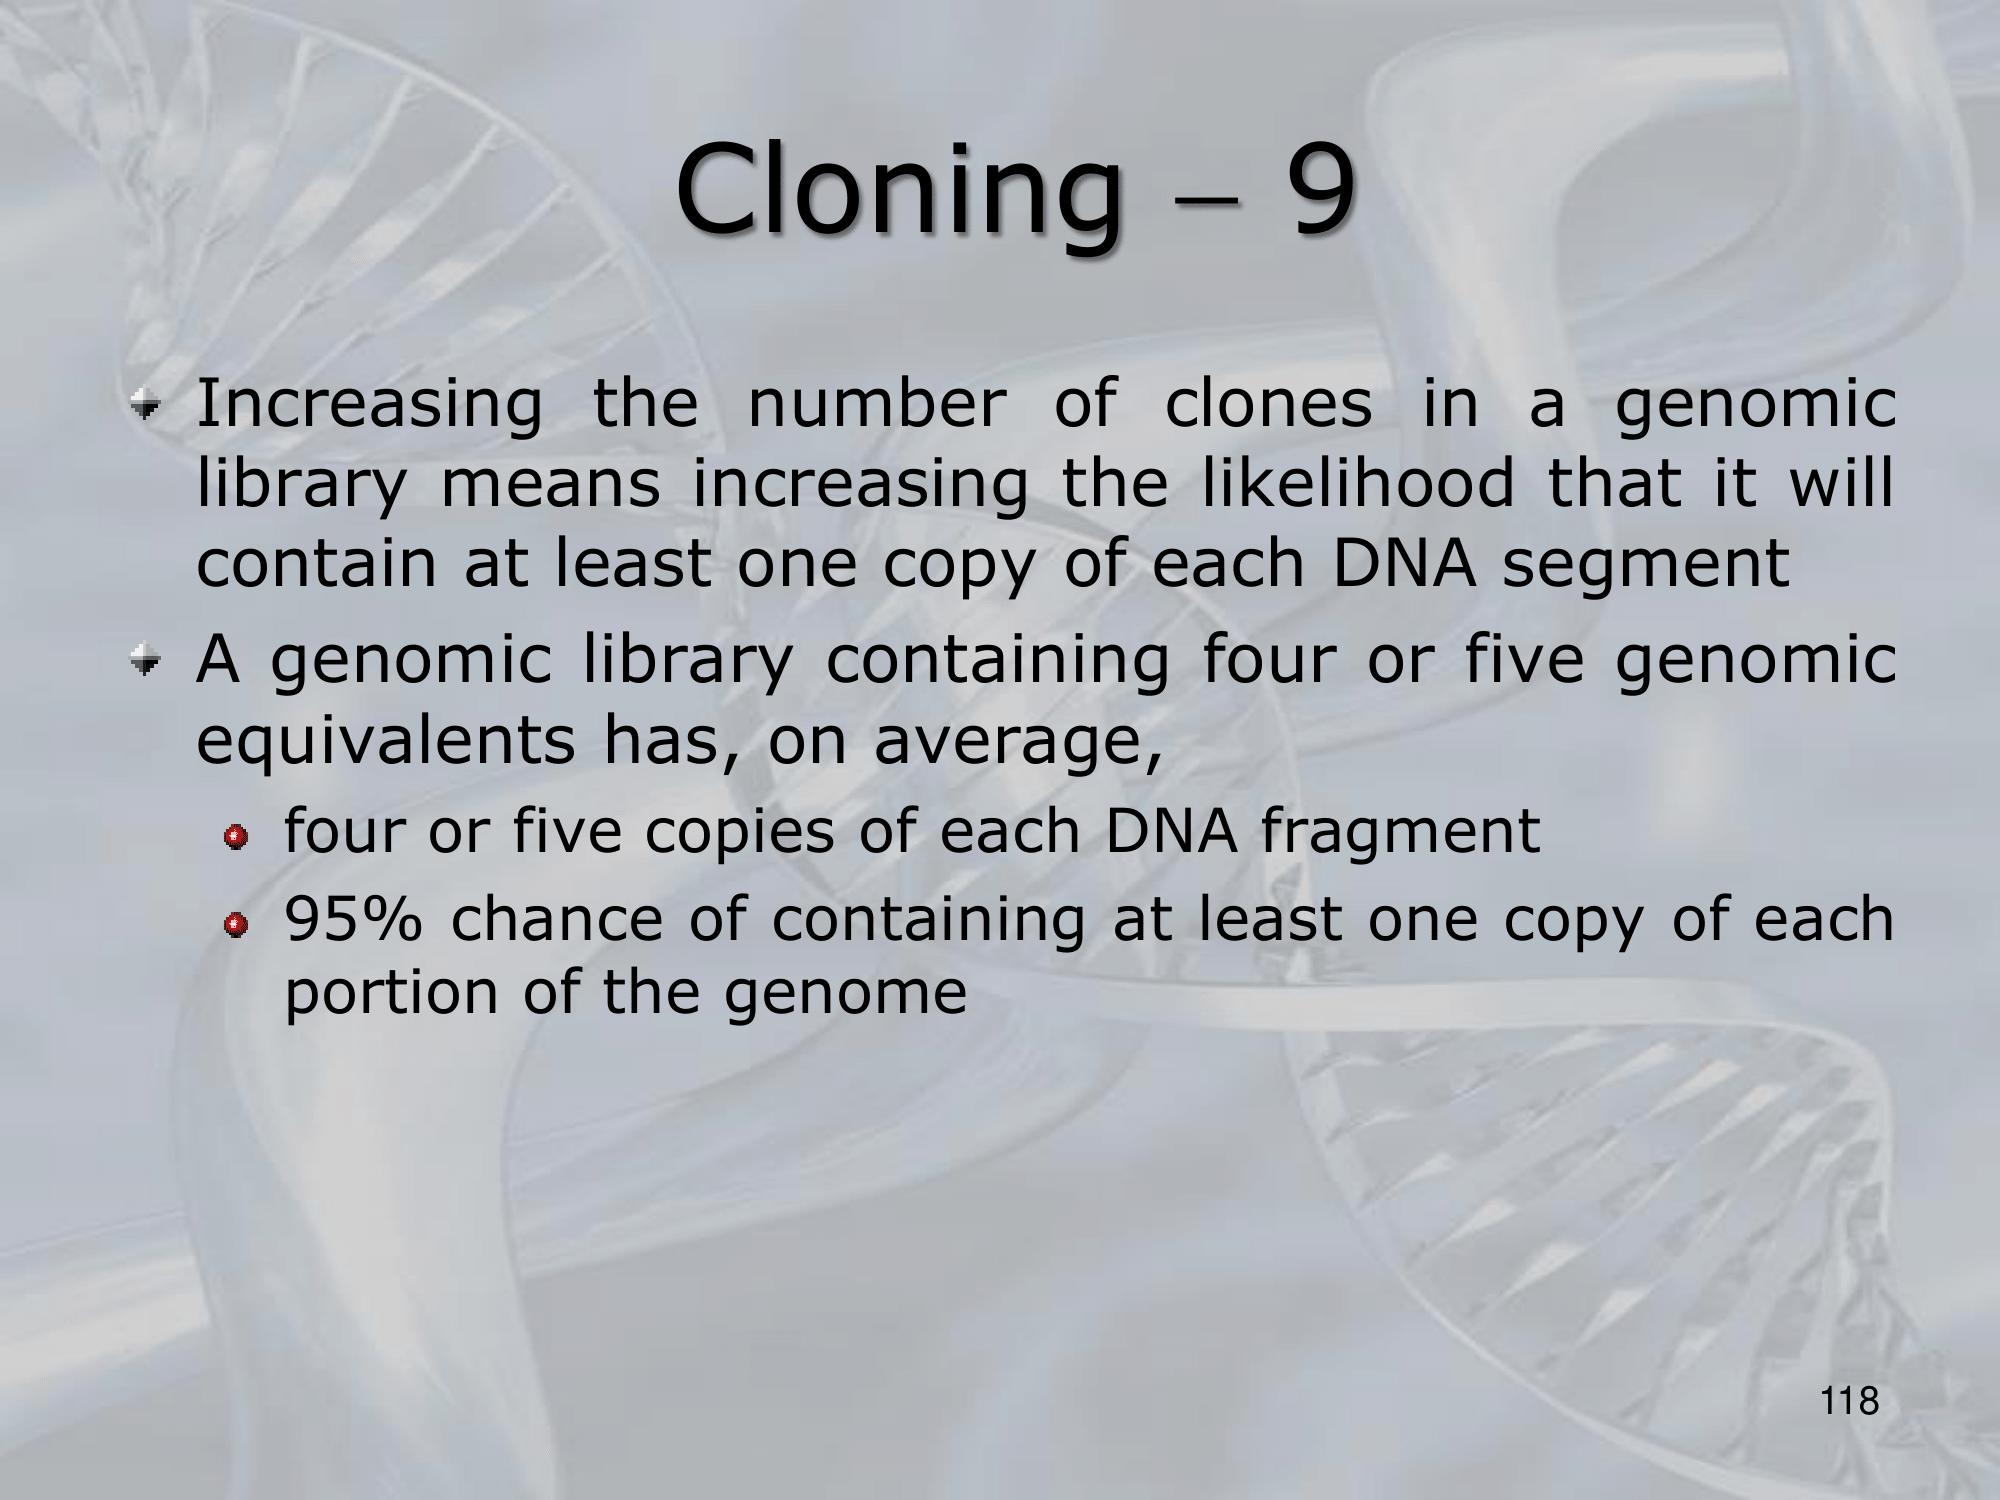 Cloning – 9
Increasing the number of clones in a genomic
library means increasing the likelihood that it will
contain at least one copy of each DNA segment
A genomic library containing four or five genomic
equivalents has, on average,
four or five copies of each DNA fragment
95% chance of containing at least one copy of each
portion of the genome
118